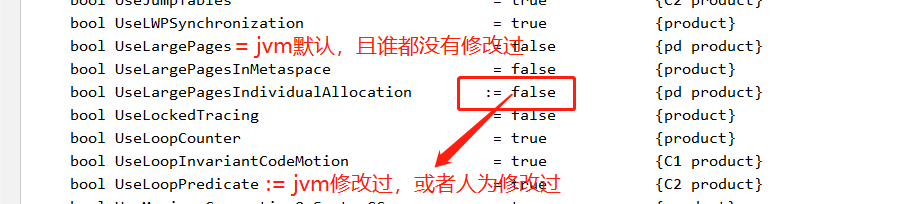 bool UseJumpTables = true {C2 product}
bool UseLWPSynchronization = true {product}
bool UseLargePages = jvm默认，且谁都没有修改过 = false {pd product}
bool UseLargePagesInMetaspace = false {product}
bool UseLargePagesIndividualAllocation := false {pd product}
bool UseLockedTracing = false {product}
bool UseLoopCounter = true {product}
bool UseLoopInvariantCodeMotion = true {C1 product}
bool UseLoopPredicate := jvm修改过，或者人为修改过 = true {C2 product}